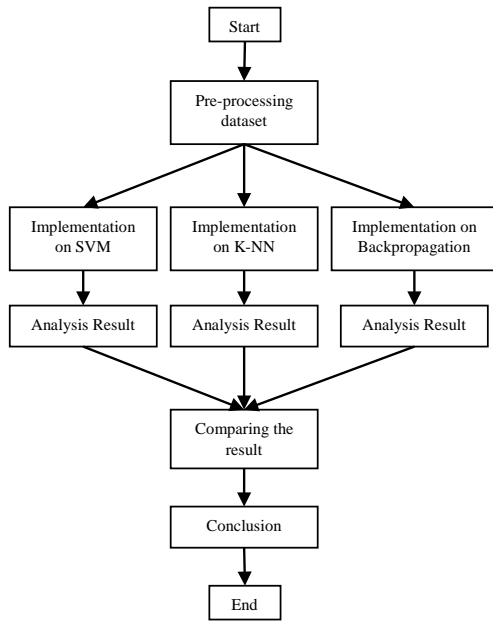 Start
Pre-processing
dataset
Implementation
on SVM
Implementation
on K-NN
Implementation on
Backpropagation
Analysis Result
Analysis Result
Analysis Result
Comparing the
result
Conclusion
End